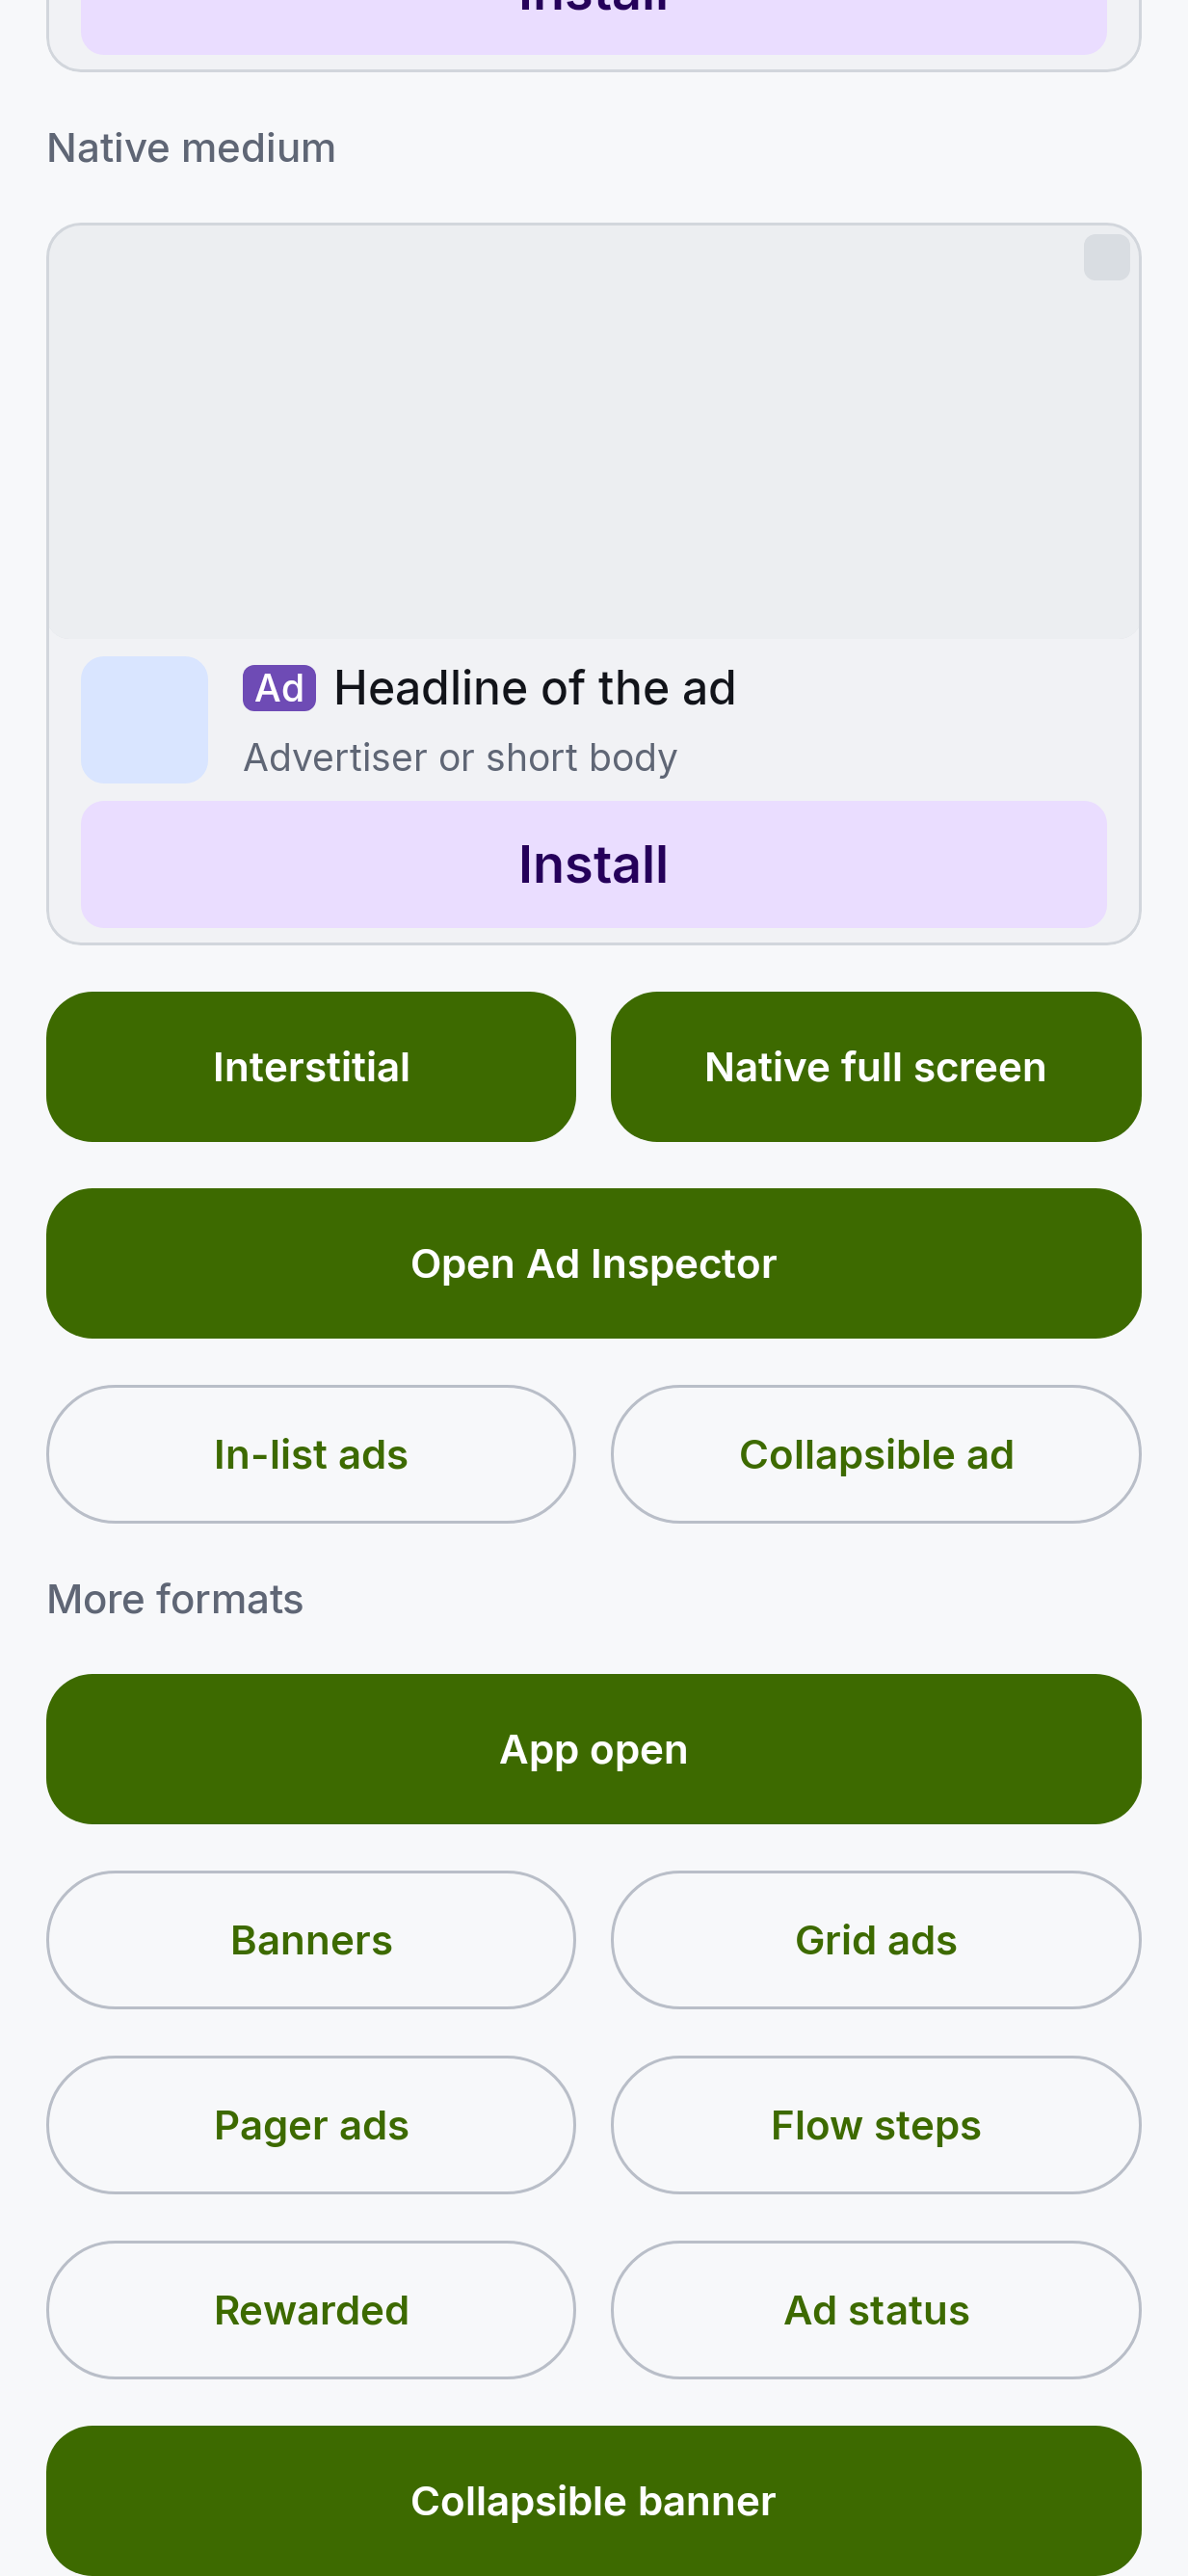 Install
Native medium
Ad Headline of the ad
Advertiser or short body
Install
Interstitial
Native full screen
Open Ad Inspector
In-list ads
Collapsible ad
More formats
App open
Banners
Grid ads
Pager ads
Flow steps
Rewarded
Ad status
Collapsible banner